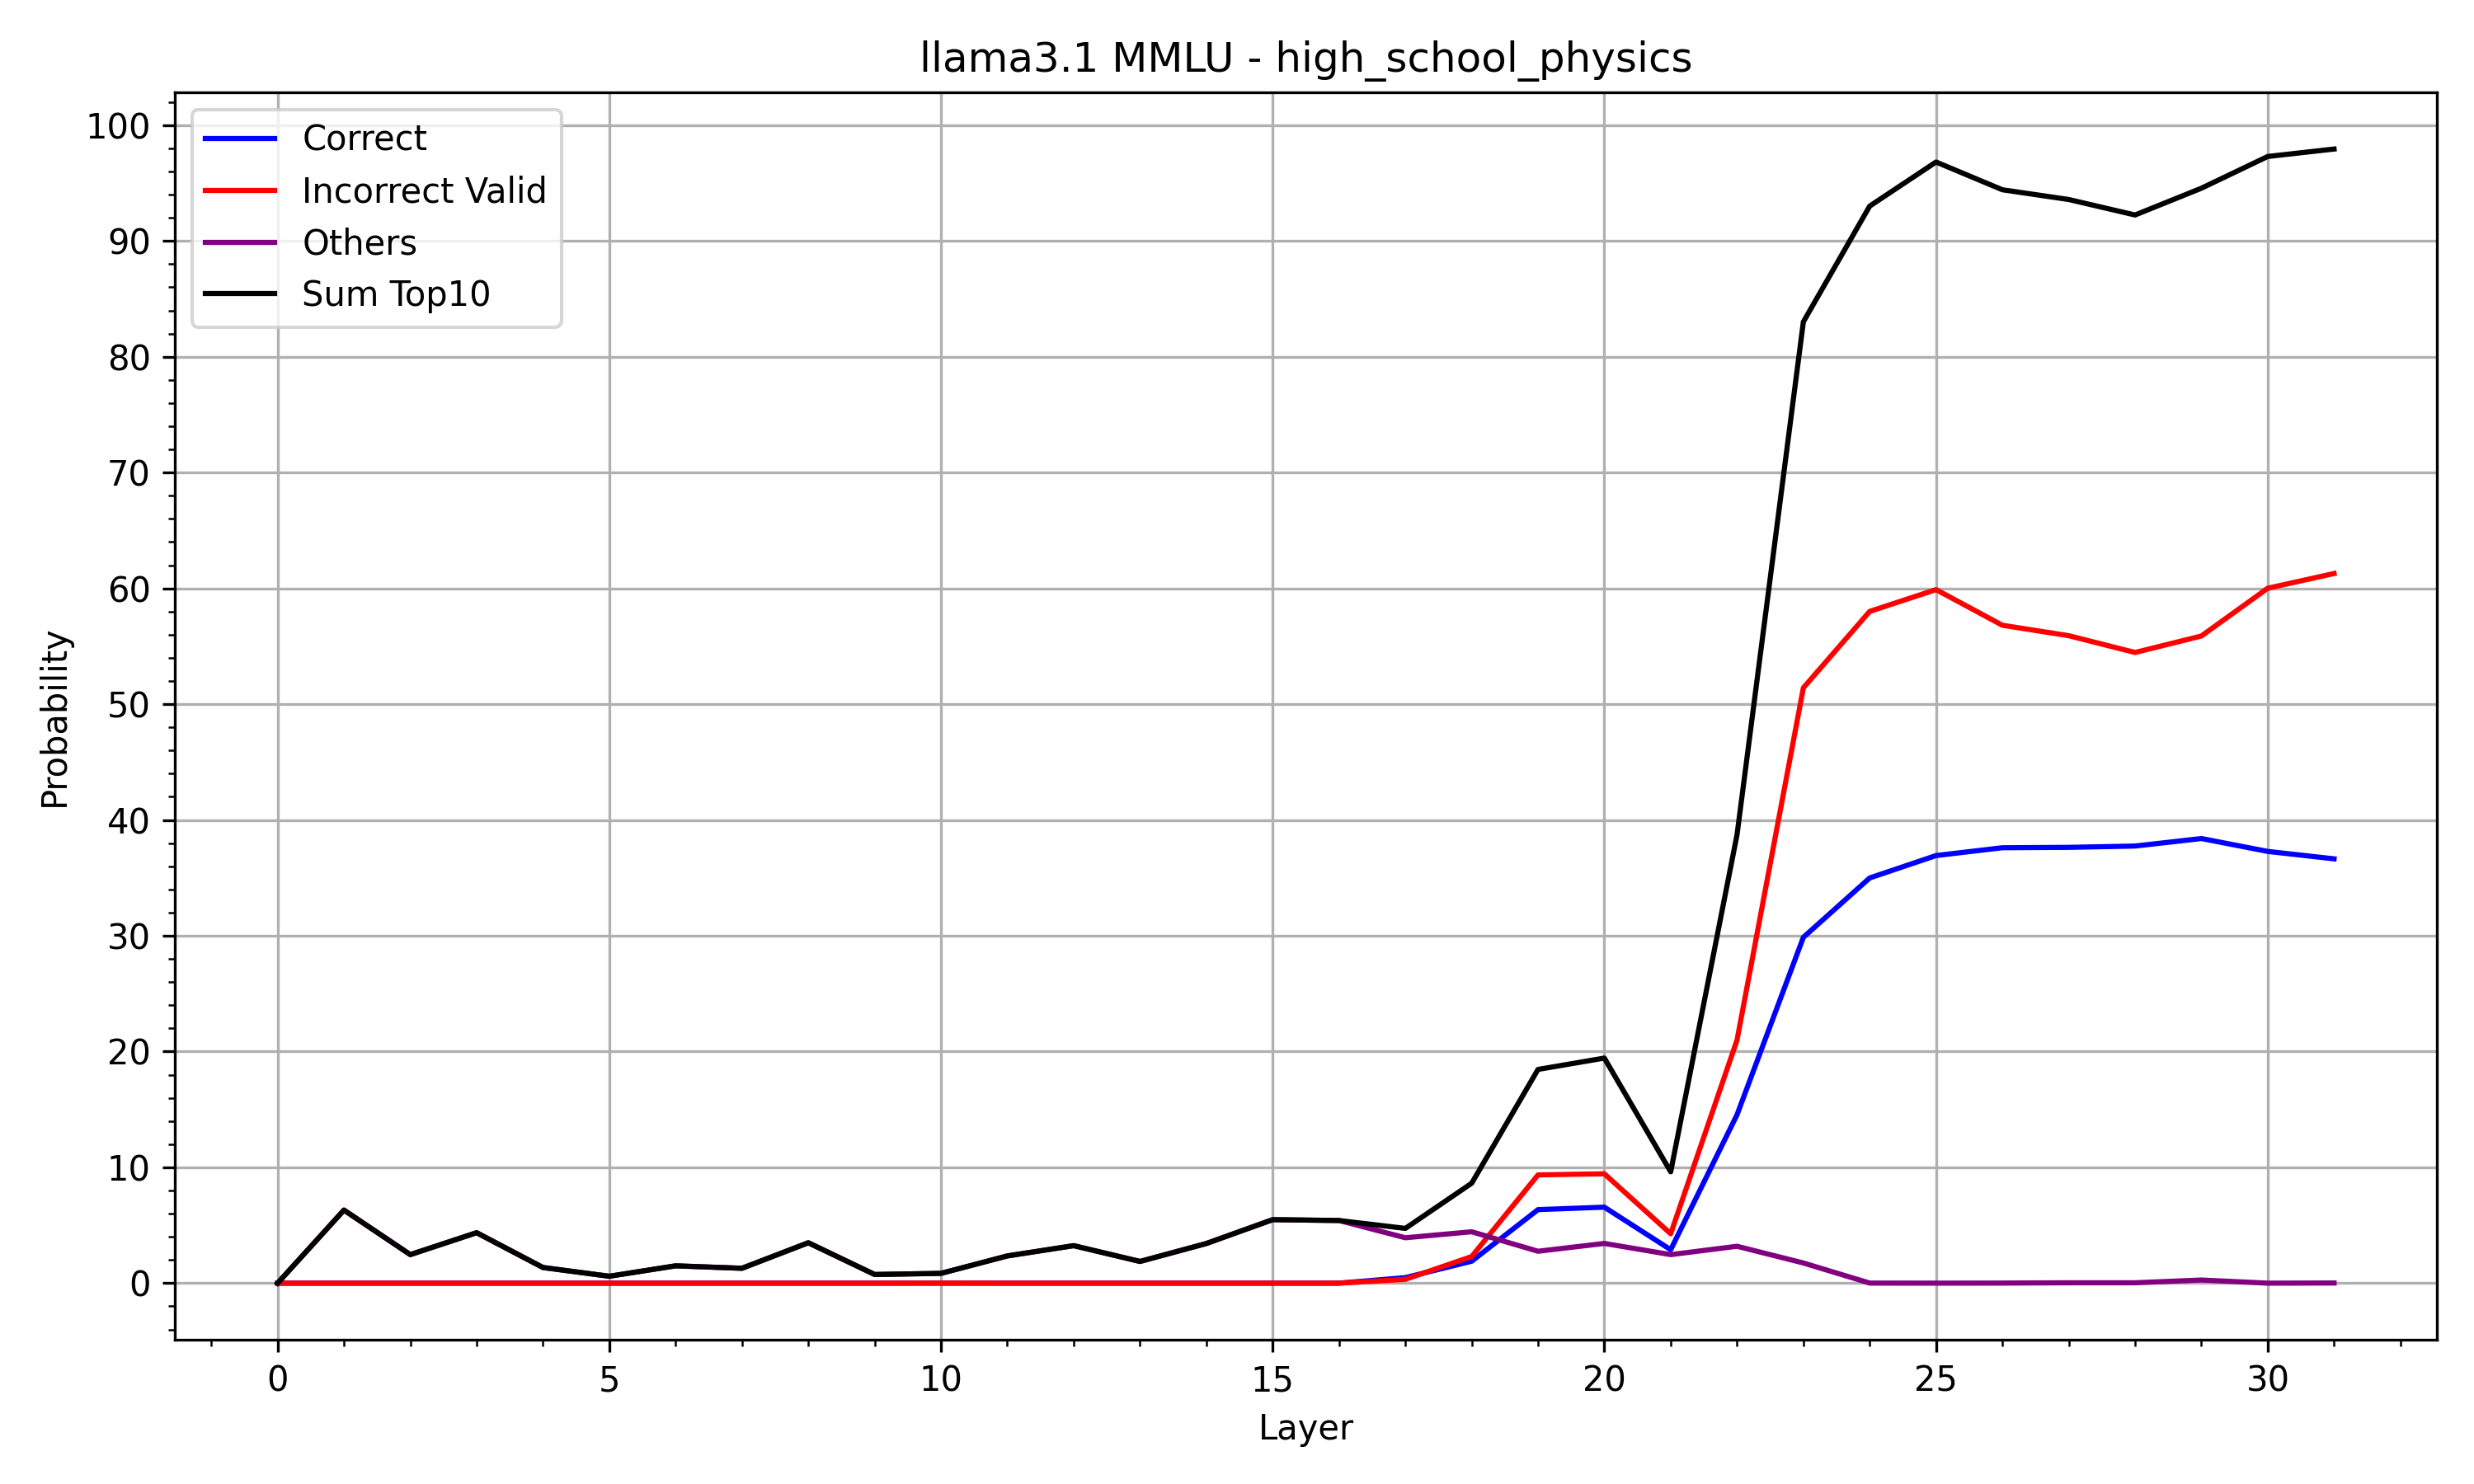 llama3.1 MMLU - high_school_physics
Correct
Incorrect Valid
Others
Sum Top10
100
90
80
70
60
50
40
30
20
10
0
Probability
0 5 10 15 20 25 30
Layer